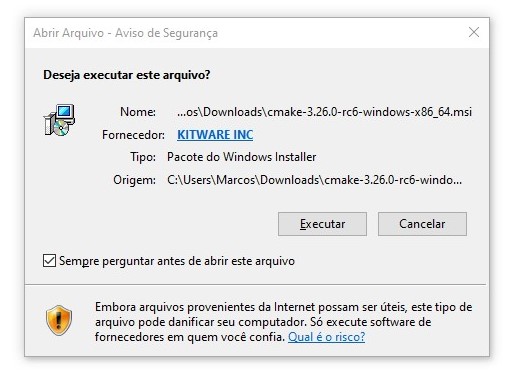 Abrir Arquivo - Aviso de Segurança
Deseja executar este arquivo?
Nome: ...os\Downloads\cmake-3.26.0-rc6-windows-x86_64.msi
Fornecedor: KITWARE INC
Tipo: Pacote do Windows Installer
Origem: C:\Users\Marcos\Downloads\cmake-3.26.0-rc6-windo...
Executar Cancelar
Sempre perguntar antes de abrir este arquivo
Embora arquivos provenientes da Internet possam ser úteis, este tipo de
arquivo pode danificar seu computador. Só execute software de
fornecedores em quem você confia. Qual é o risco?